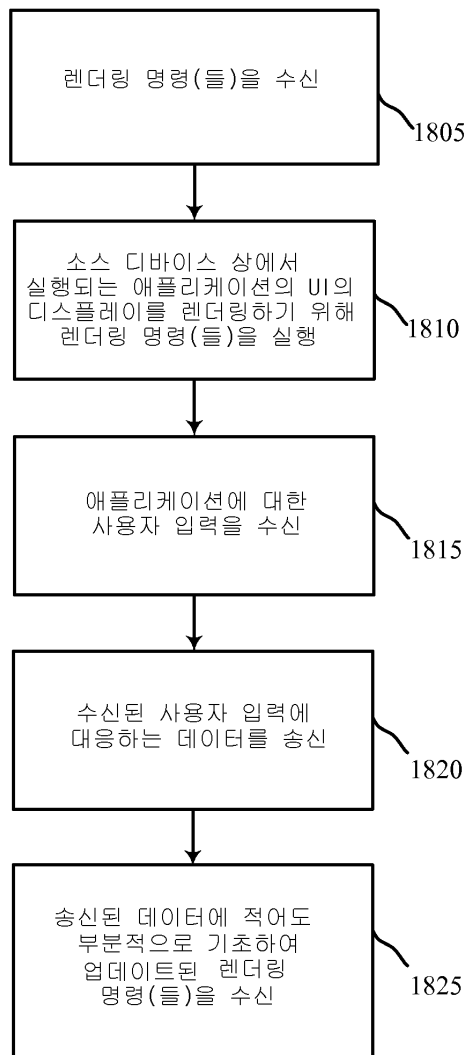 렌더링 명령(들)을 수신
1805
소스 디바이스 상에서
실행되는 애플리케이션의 UI의
디스플레이를 렌더링하기 위해
렌더링 명령(들)을 실행
1810
애플리케이션에 대한
사용자 입력을 수신
1815
수신된 사용자 입력에
대응하는 데이터를 송신
1820
송신된 데이터에 적어도
부분적으로 기초하여
업데이트된 렌더링
명령(들)을 수신
1825